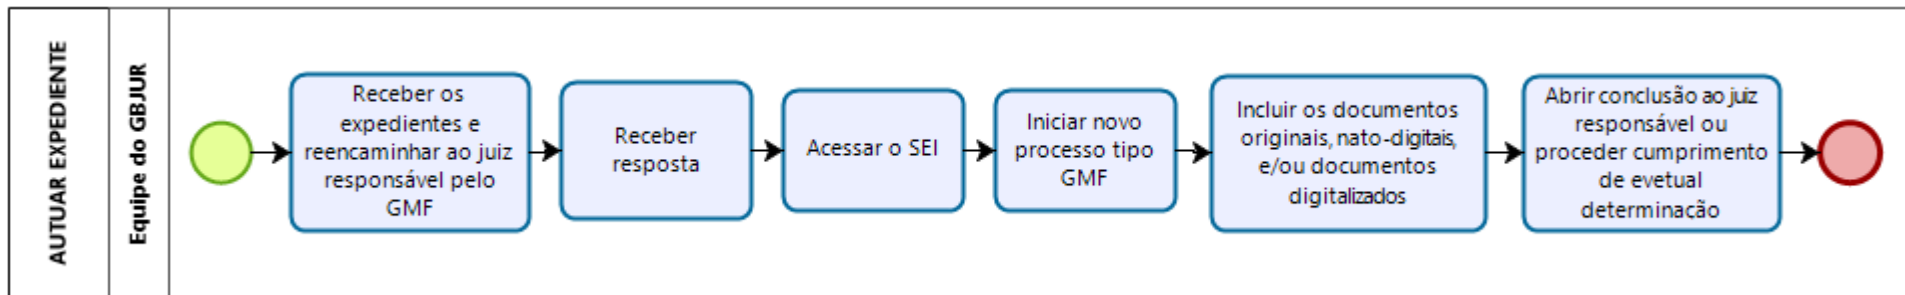 AUTUAR EXPEDIENTE
Equipe do GBJUR
Receber os
expedientes e
reencaminhar ao juiz
responsável pelo
GMF
Receber
resposta
Acessar o SEI
Iniciar novo
processo tipo
GMF
Incluir os documentos
originais, nato-digitais,
e/ou documentos
digitalizados
Abrir conclusão ao juiz
responsável ou
proceder cumprimento
de evetual
determinacão